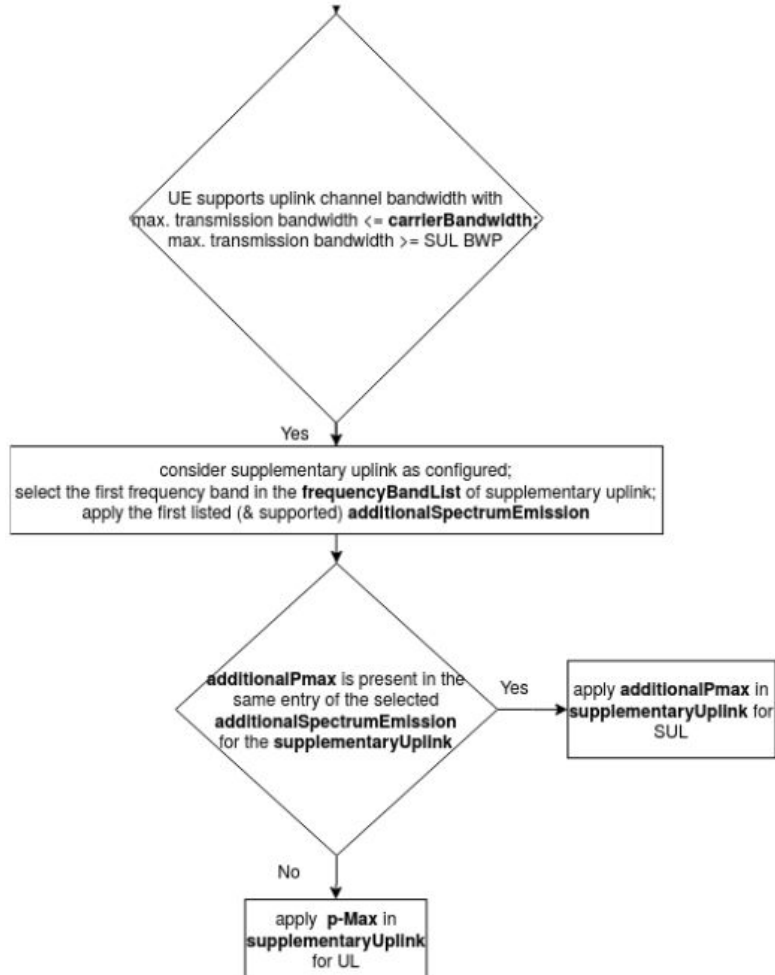 UE supports uplink channel bandwidth with
max. transmission bandwidth <= carrierBandwidth;
max. transmission bandwidth >= SUL BWP
Yes
consider supplementary uplink as configured;
select the first frequency band in the frequencyBandList of supplementary uplink;
apply the first listed (& supported) additionalSpectrumEmission
additionalPmax is present in the
same entry of the selected
additionalSpectrumEmission
for the supplementaryUplink
Yes
apply additionalPmax in
supplementaryUplink for
SUL
No
apply p-Max in
supplementaryUplink
for UL